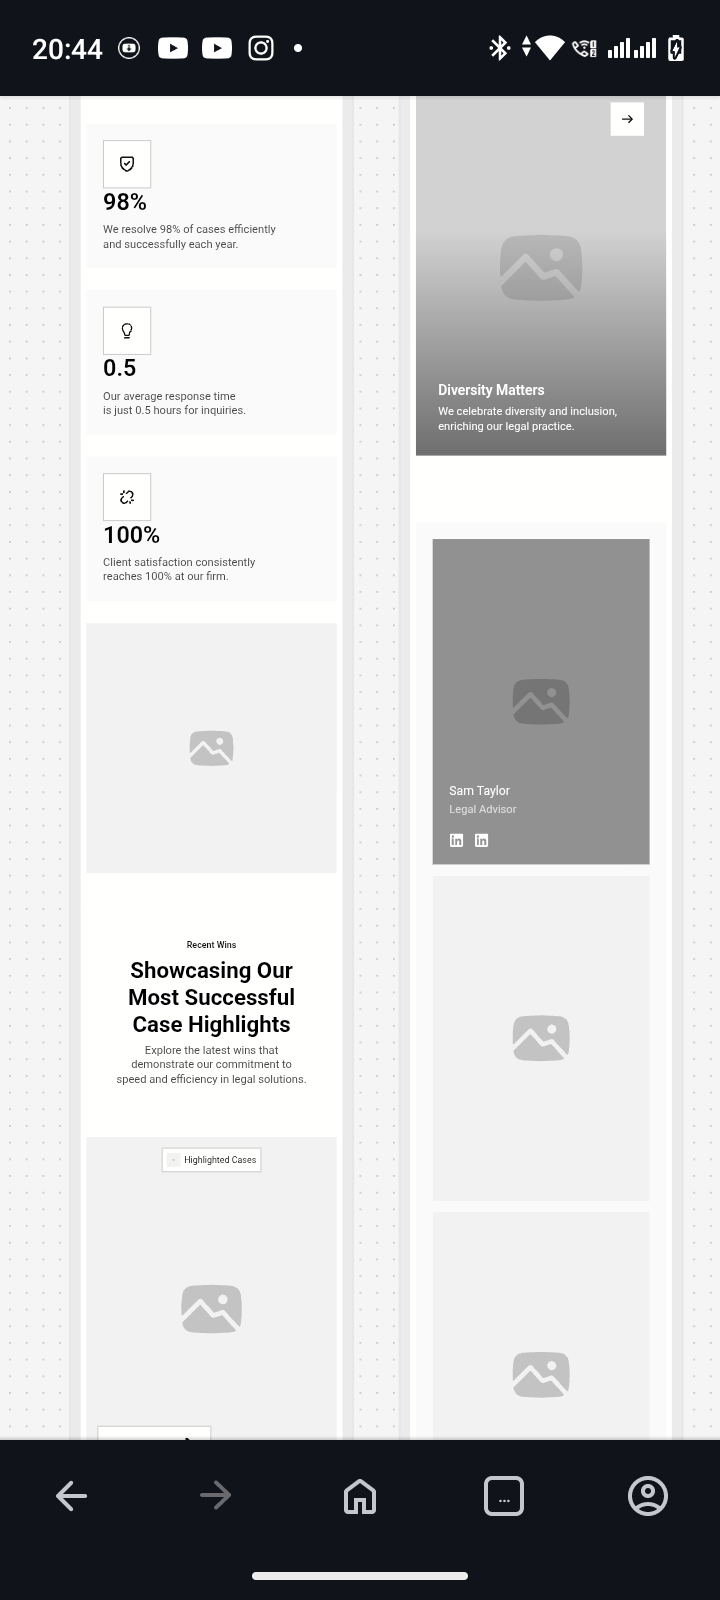 20:44
98%
We resolve 98% of cases efficiently
and successfully each year.
0.5
Our average response time
is just 0.5 hours for inquiries.
100%
Client satisfaction consistently
reaches 100% at our firm.
Recent Wins
Showcasing Our
Most Successful
Case Highlights
Explore the latest wins that
demonstrate our commitment to
speed and efficiency in legal solutions.
Highlighted Cases
Diversity Matters
We celebrate diversity and inclusion,
enriching our legal practice.
Sam Taylor
Legal Advisor
in in
...